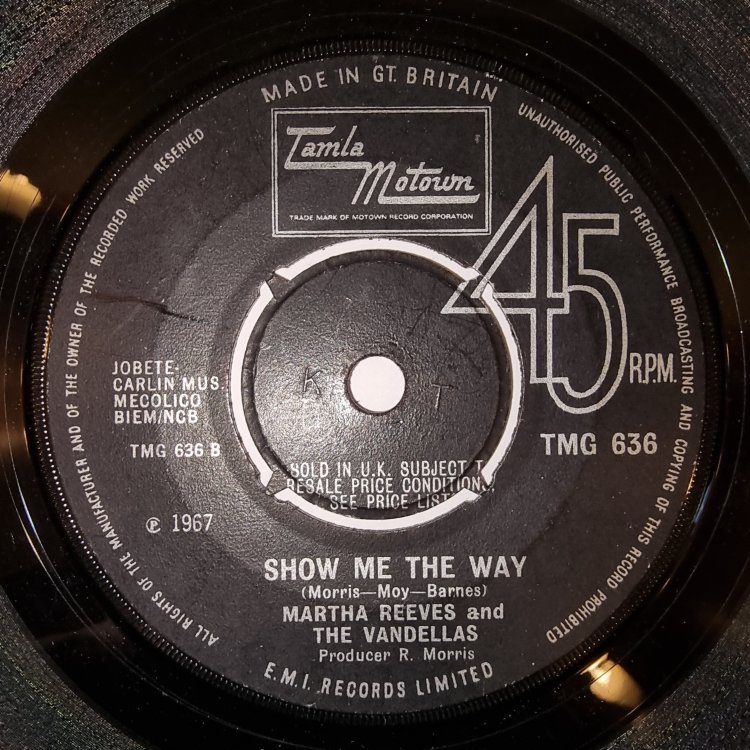 MADE IN GT. BRITAIN
UNAUTHORISED PUBLIC PERFORMANCE BROADCASTING AND COPYING OF THIS RECORD PROHIBITED
ALL RIGHTS OF THE MANUFACTURER AND OF THE OWNER OF THE RECORDED WORK RESERVED
Tamla
Motown
TRADE MARK OF MOTOWN RECORD CORPORATION
45
R.P.M.
JOBETE-
CARLIN MUS.
MECOLICO
BIEM/NCB
TMG 636 B
℗ 1967
TMG 636
K T
SOLD IN U.K. SUBJECT T
RESALE PRICE CONDITION
SEE PRICE LIST
SHOW ME THE WAY
(Morris—Moy—Barnes)
MARTHA REEVES and
THE VANDELLAS
Producer R. Morris
E.M.I. RECORDS LIMITED